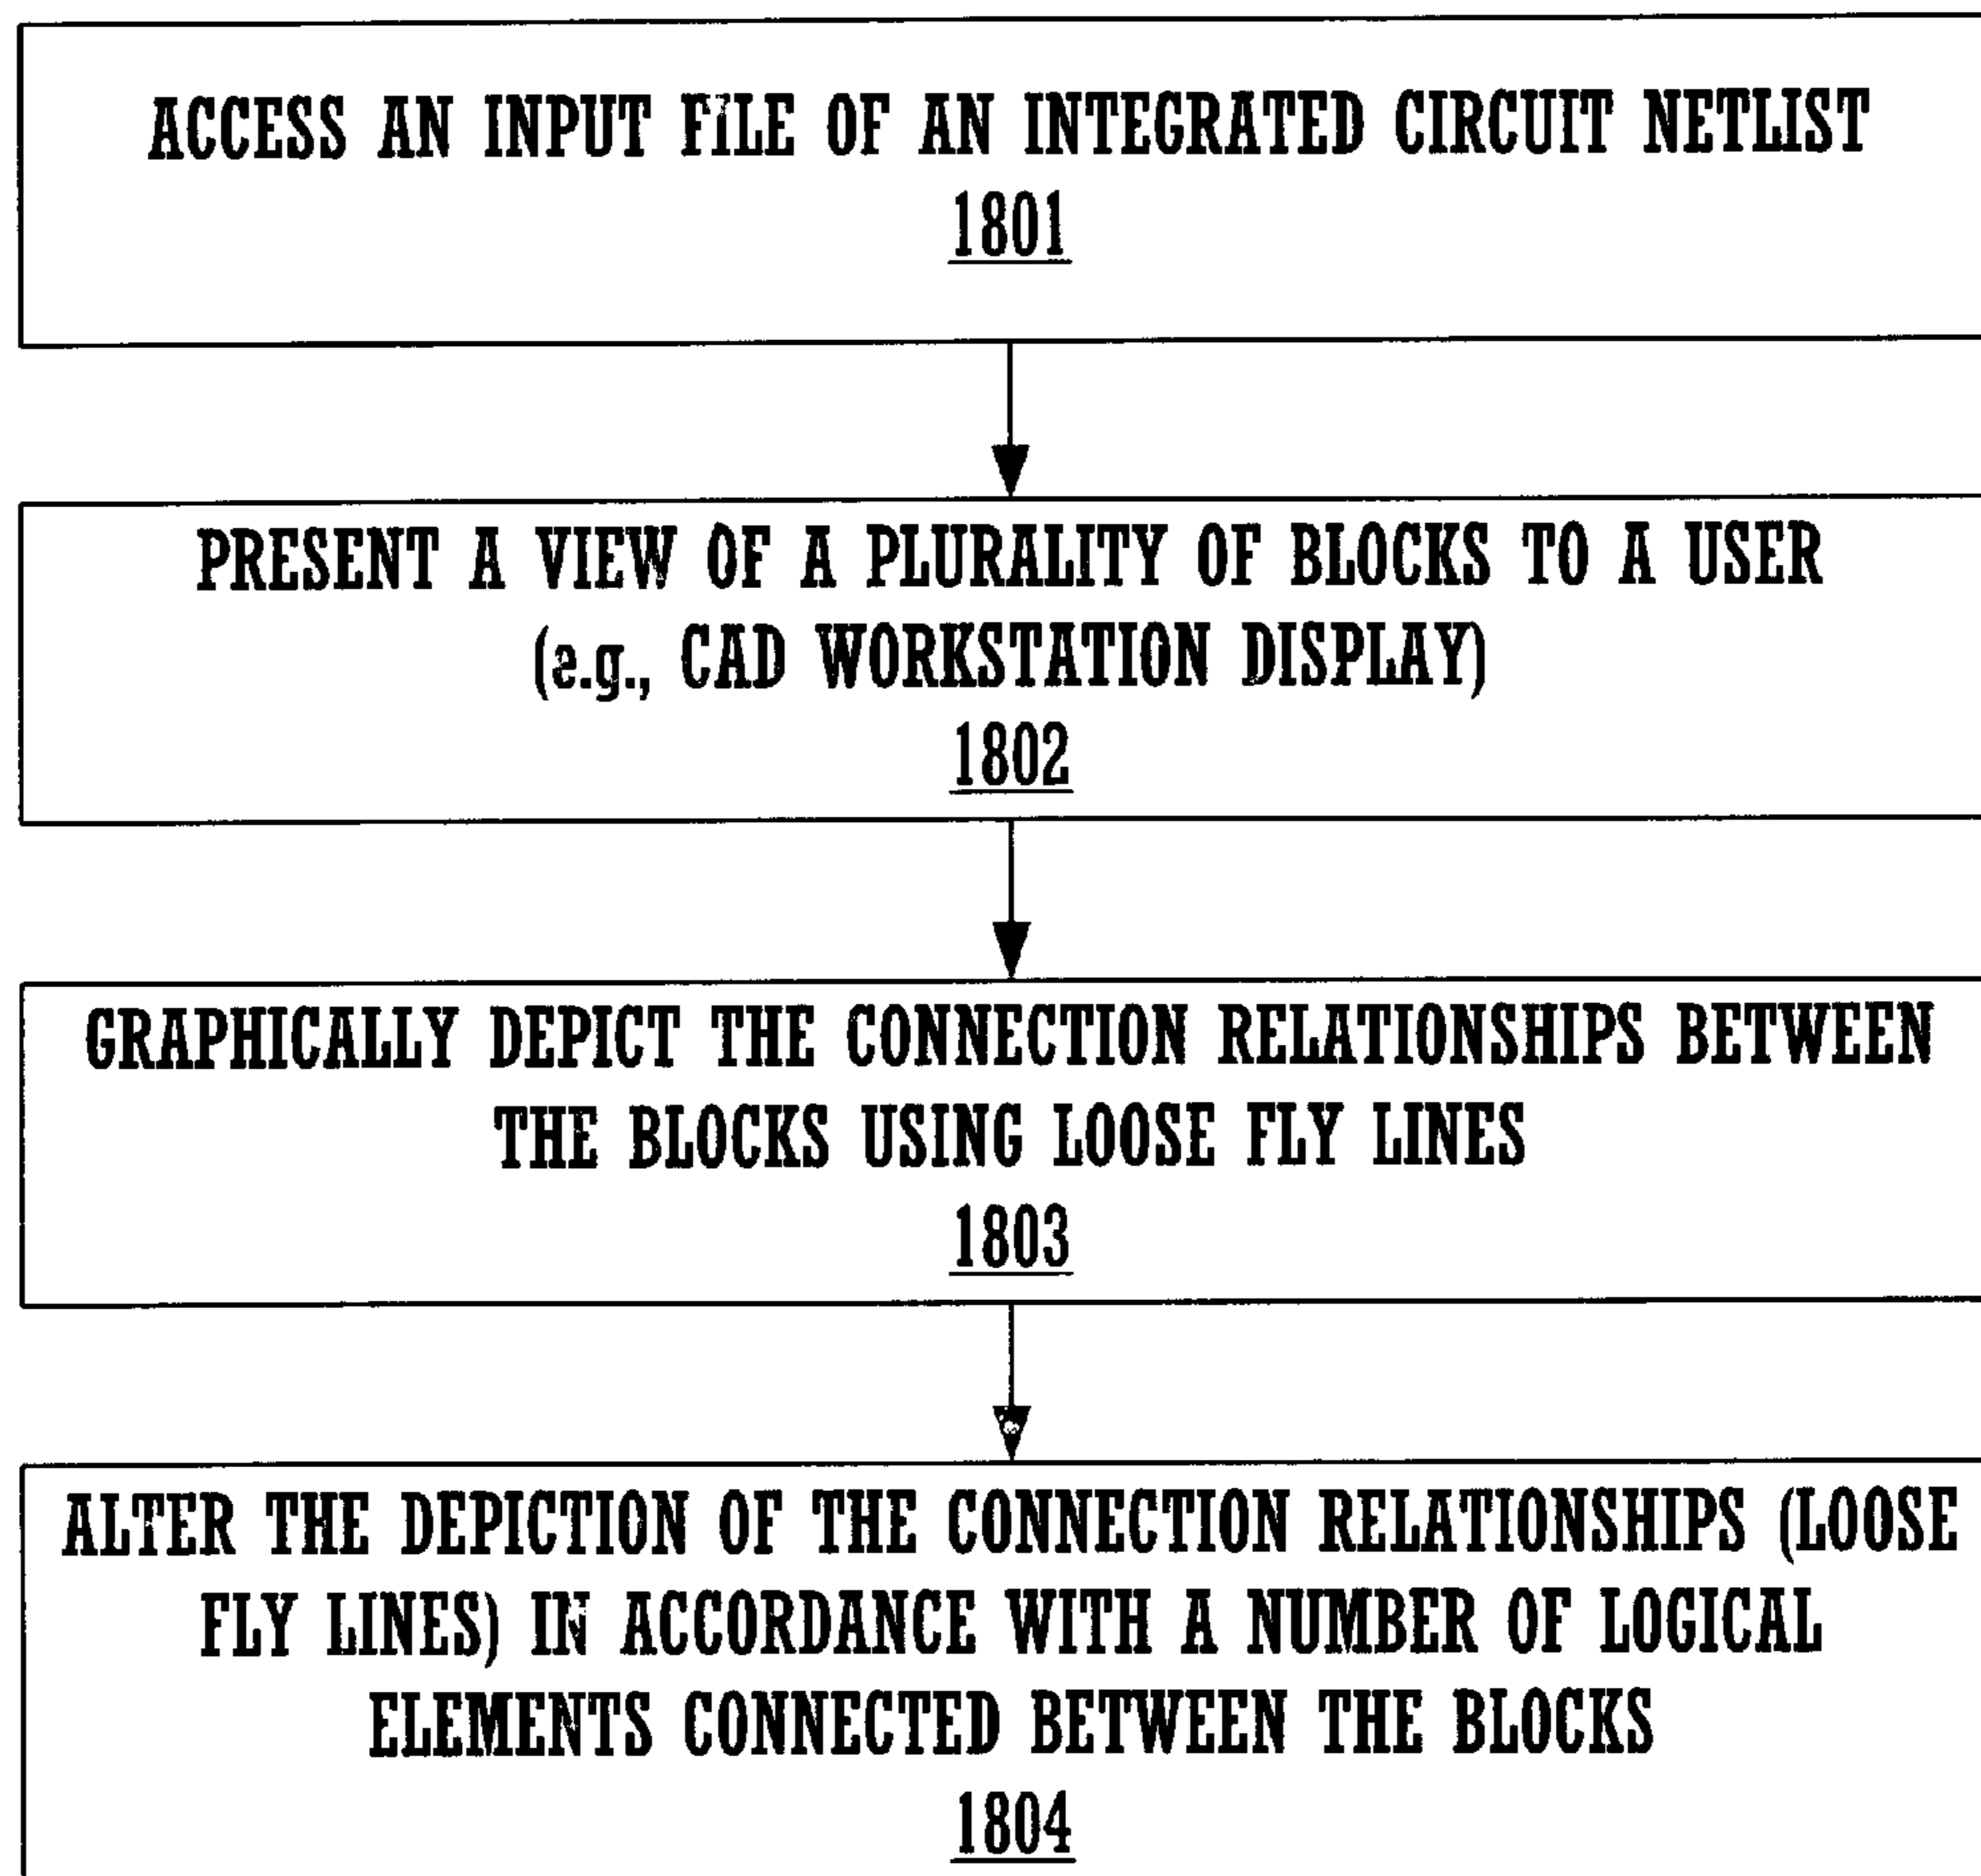 ACCESS AN INPUT FILE OF AN INTEGRATED CIRCUIT NETLIST
1801
PRESENT A VIEW OF A PLURALITY OF BLOCKS TO A USER
(e.g., CAD WORKSTATION DISPLAY)
1802
GRAPHICALLY DEPICT THE CONNECTION RELATIONSHIPS BETWEEN
THE BLOCKS USING LOOSE FLY LINES
1803
ALTER THE DEPICTION OF THE CONNECTION RELATIONSHIPS (LOOSE
FLY LINES) IN ACCORDANCE WITH A NUMBER OF LOGICAL
ELEMENTS CONNECTED BETWEEN THE BLOCKS
1804